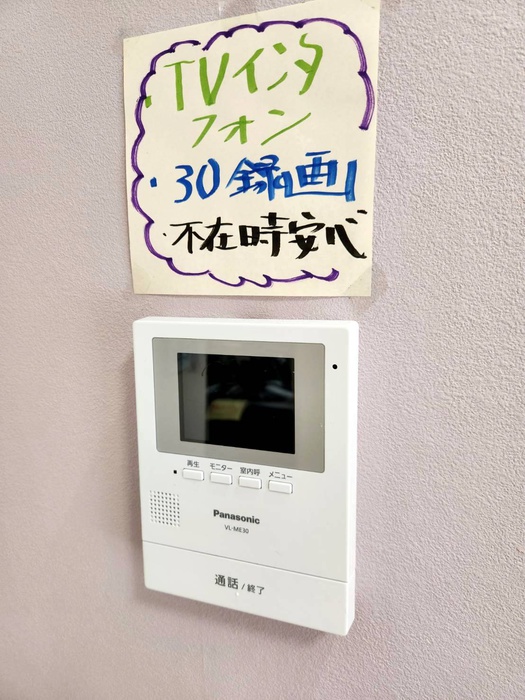 ・TVインタ
フォン
・30録画
・不在時安心
再生 モニター 室内呼 メニュー
Panasonic
VL-ME30
通話 / 終了